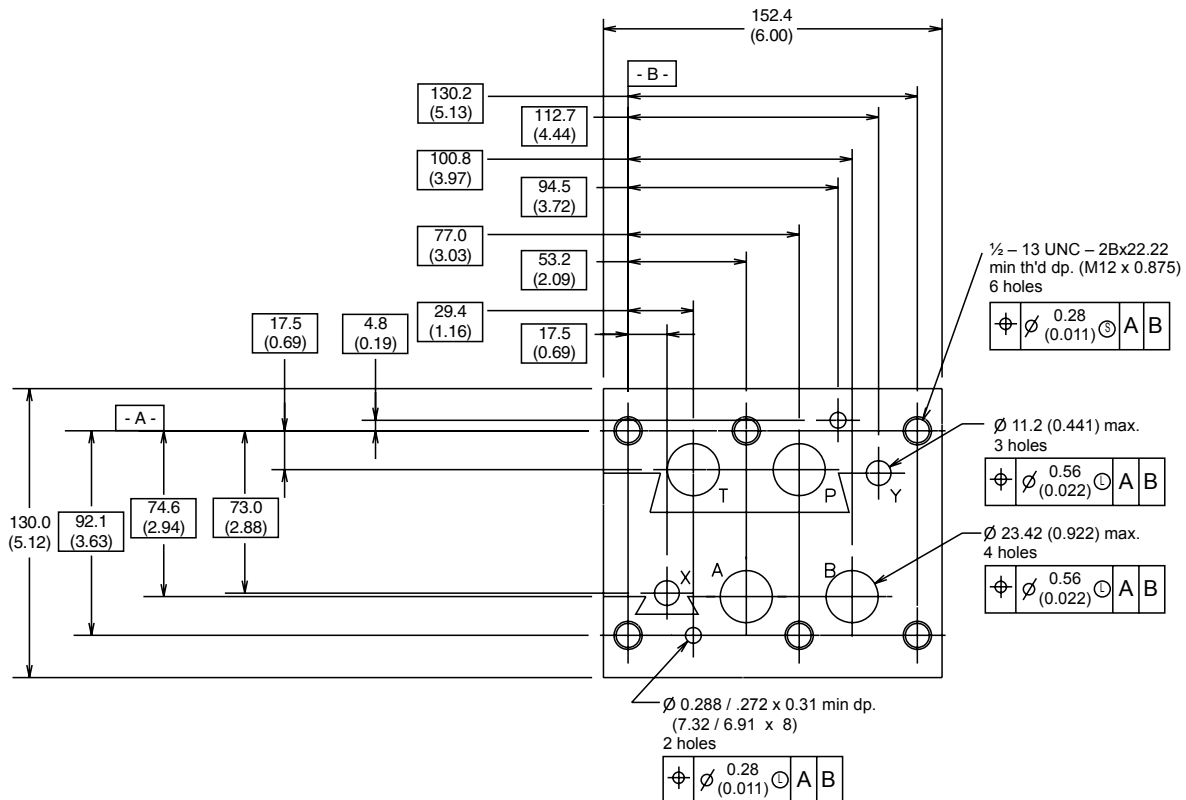 152.4
(6.00)
- B -
130.2
(5.13)
112.7
(4.44)
100.8
(3.97)
94.5
(3.72)
77.0
(3.03)
53.2
(2.09)
29.4
(1.16)
17.5
(0.69)
17.5
(0.69)
4.8
(0.19)
½ – 13 UNC – 2Bx22.22
min th'd dp. (M12 x 0.875)
6 holes
⌖ Ø 0.28 (0.011) Ⓢ A B
- A -
130.0
(5.12)
92.1
(3.63)
74.6
(2.94)
73.0
(2.88)
T P Y
X A B
Ø 11.2 (0.441) max.
3 holes
⌖ Ø 0.56 (0.022) Ⓛ A B
Ø 23.42 (0.922) max.
4 holes
⌖ Ø 0.56 (0.022) Ⓛ A B
Ø 0.288 / .272 x 0.31 min dp.
(7.32 / 6.91 x 8)
2 holes
⌖ Ø 0.28 (0.011) Ⓛ A B